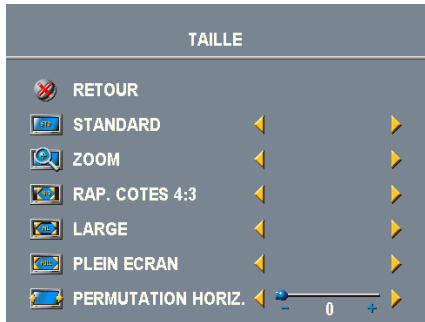 TAILLE
RETOUR
STANDARD
ZOOM
RAP. COTES 4:3
LARGE
PLEIN ECRAN
PERMUTATION HORIZ. - 0 +